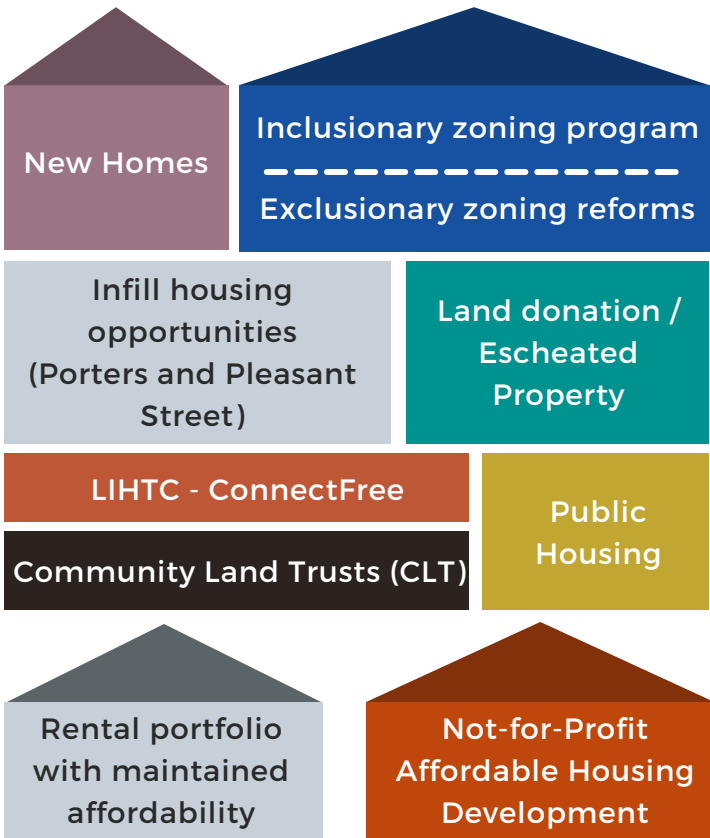 New Homes
Inclusionary zoning program
Exclusionary zoning reforms
Infill housing
opportunities
(Porters and Pleasant
Street)
Land donation /
Escheated
Property
LIHTC - ConnectFree
Community Land Trusts (CLT)
Public
Housing
Rental portfolio
with maintained
affordability
Not-for-Profit
Affordable Housing
Development